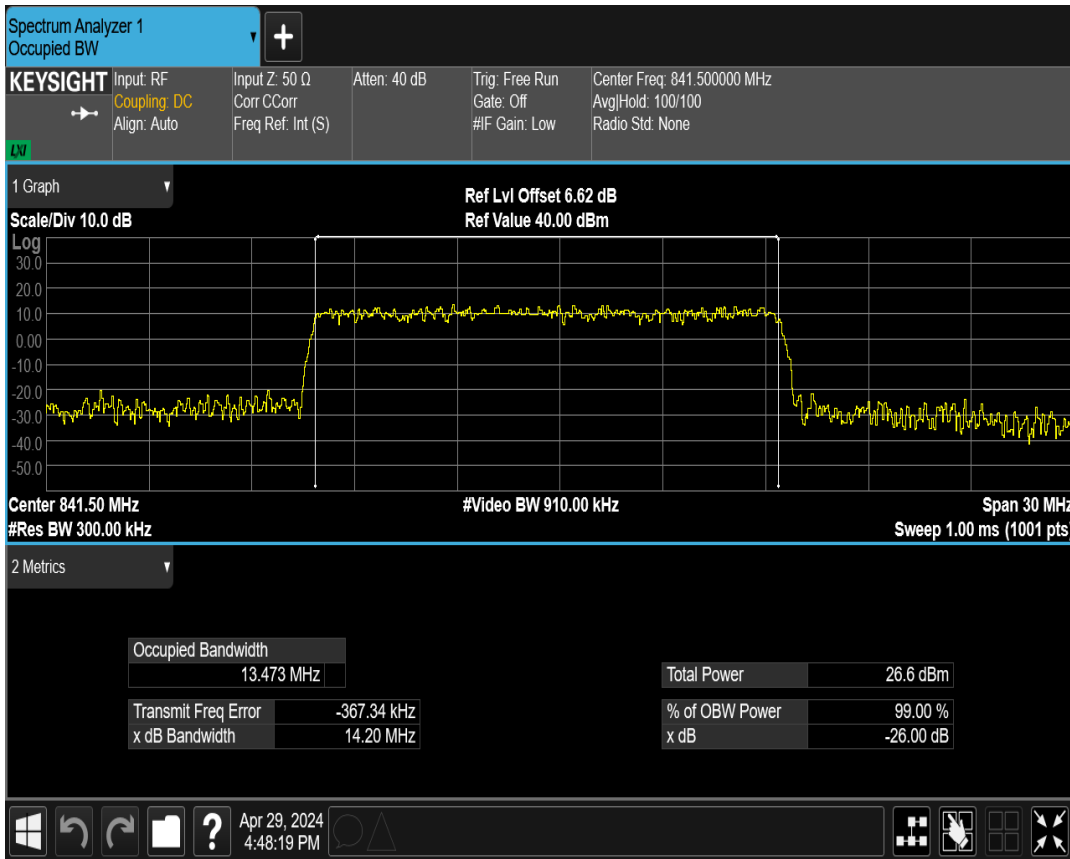 Spectrum Analyzer 1
Occupied BW
+
KEYSIGHT
LXI
Input: RF
Coupling: DC
Align: Auto
Input Z: 50 Ω
Corr CCorr
Freq Ref: Int (S)
Atten: 40 dB
Trig: Free Run
Gate: Off
#IF Gain: Low
Center Freq: 841.500000 MHz
Avg|Hold: 100/100
Radio Std: None
1 Graph
Scale/Div 10.0 dB
Ref Lvl Offset 6.62 dB
Ref Value 40.00 dBm
Log
30.0
20.0
10.0
0.00
-10.0
-20.0
-30.0
-40.0
-50.0
Center 841.50 MHz
#Video BW 910.00 kHz
Span 30 MHz
#Res BW 300.00 kHz
Sweep 1.00 ms (1001 pts)
2 Metrics
Occupied Bandwidth
13.473 MHz
Transmit Freq Error -367.34 kHz
x dB Bandwidth 14.20 MHz
Total Power 26.6 dBm
% of OBW Power 99.00 %
x dB -26.00 dB
?
Apr 29, 2024
4:48:19 PM